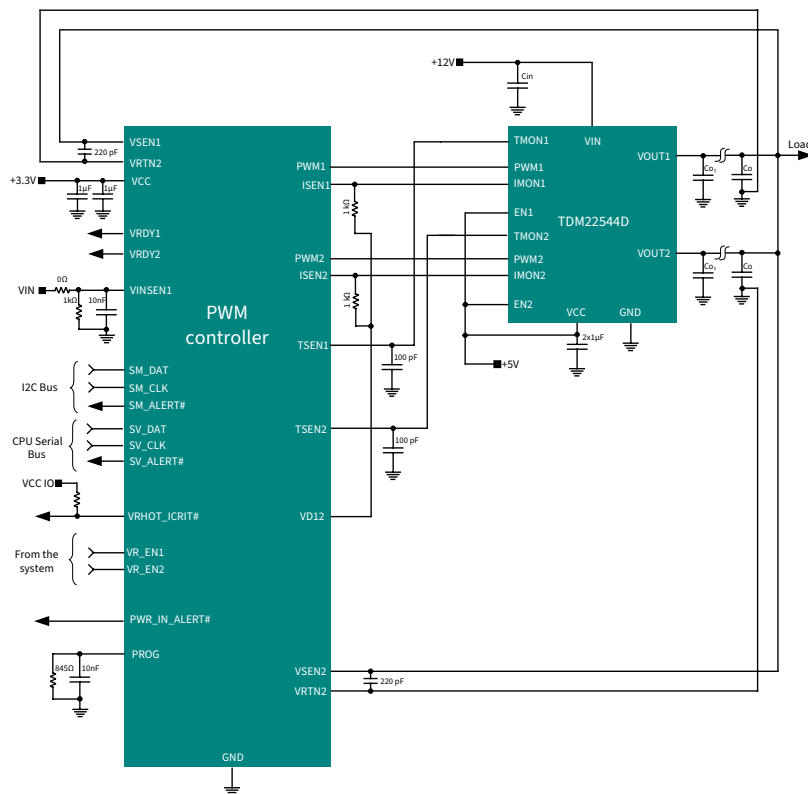 +12V
Cin
VSEN1
220 pF
VRTN2
+3.3V
VCC
1µF
1µF
VRDY1
VRDY2
VIN
0Ω
1kΩ
10nF
VINSEN1
I2C Bus
SM_DAT
SM_CLK
SM_ALERT#
CPU Serial
Bus
SV_DAT
SV_CLK
SV_ALERT#
VCC IO
VRHOT_ICRIT#
From the
system
VR_EN1
VR_EN2
PWR_IN_ALERT#
PROG
845Ω
10nF
PWM
controller
PWM1
ISEN1
1 kΩ
PWM2
ISEN2
1 kΩ
TSEN1
100 pF
TSEN2
100 pF
VD12
VSEN2
220 pF
VRTN2
GND
TMON1
PWM1
IMON1
EN1
TMON2
PWM2
IMON2
EN2
VIN
TDM22544D
VOUT1
VOUT2
VCC
GND
2x1µF
+5V
Co1
Co
Load
Co1
Co